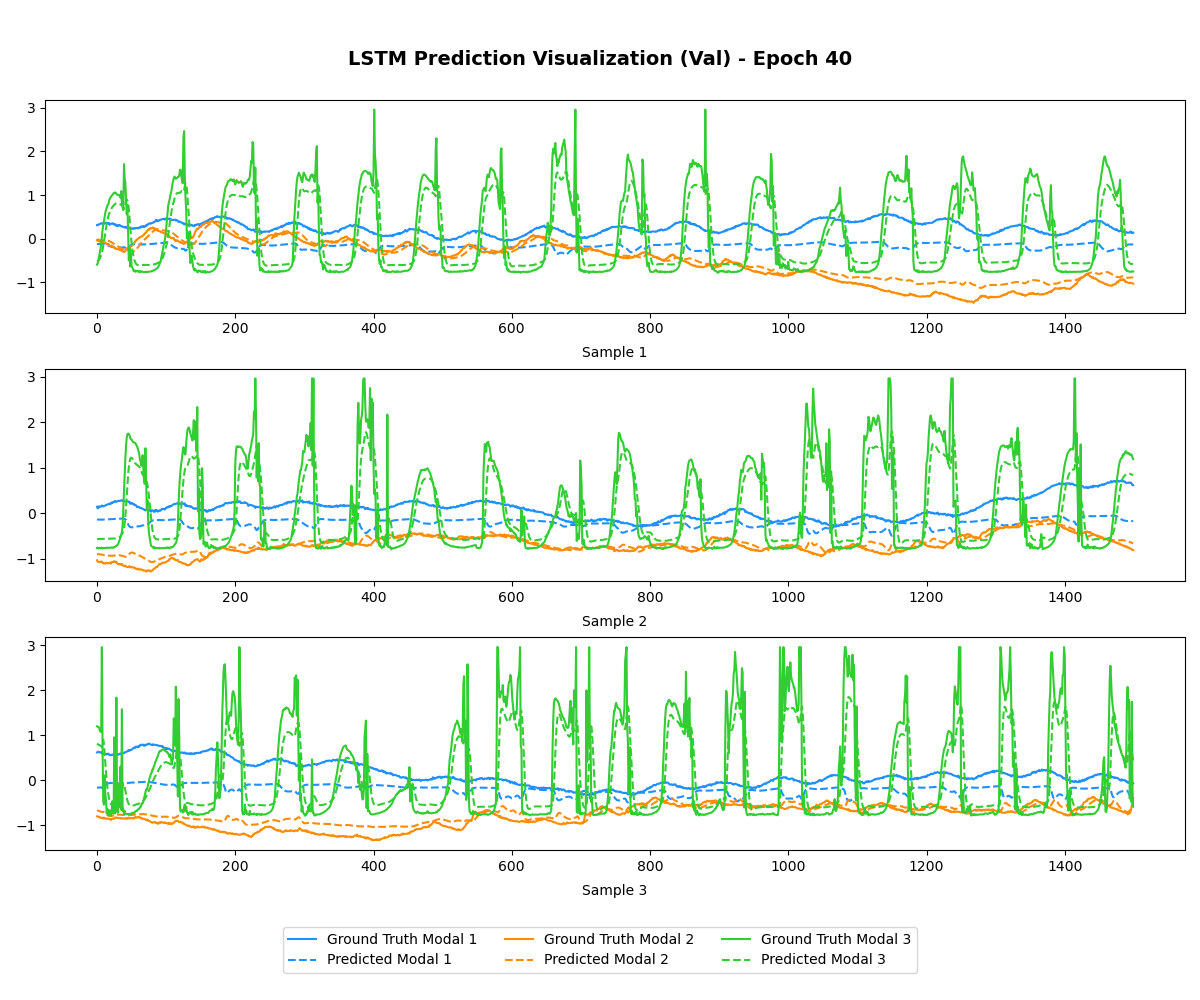 LSTM Prediction Visualization (Val) - Epoch 40
3
2
1
0
−1
0 200 400 600 800 1000 1200 1400
Sample 1
3
2
1
0
−1
0 200 400 600 800 1000 1200 1400
Sample 2
3
2
1
0
−1
0 200 400 600 800 1000 1200 1400
Sample 3
Ground Truth Modal 1 Ground Truth Modal 2 Ground Truth Modal 3
Predicted Modal 1 Predicted Modal 2 Predicted Modal 3